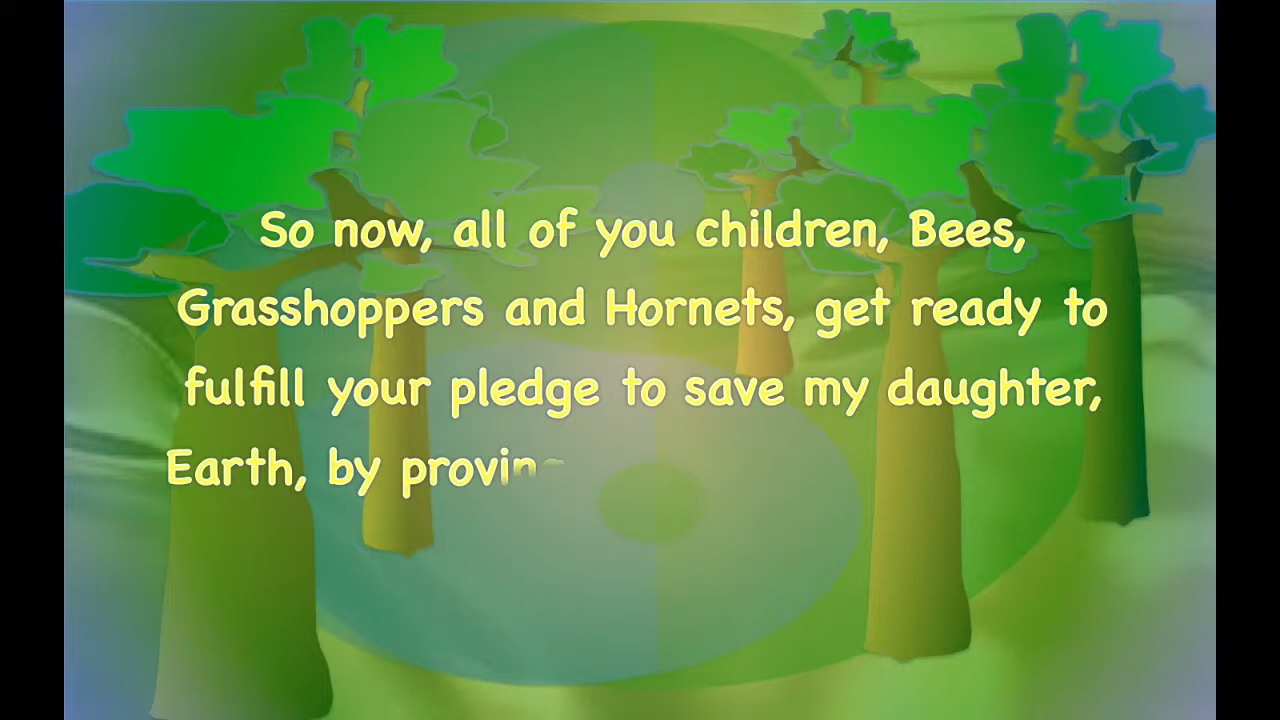 So now, all of you children, Bees,
Grasshoppers and Hornets, get ready to
fulfill your pledge to save my daughter,
Earth, by